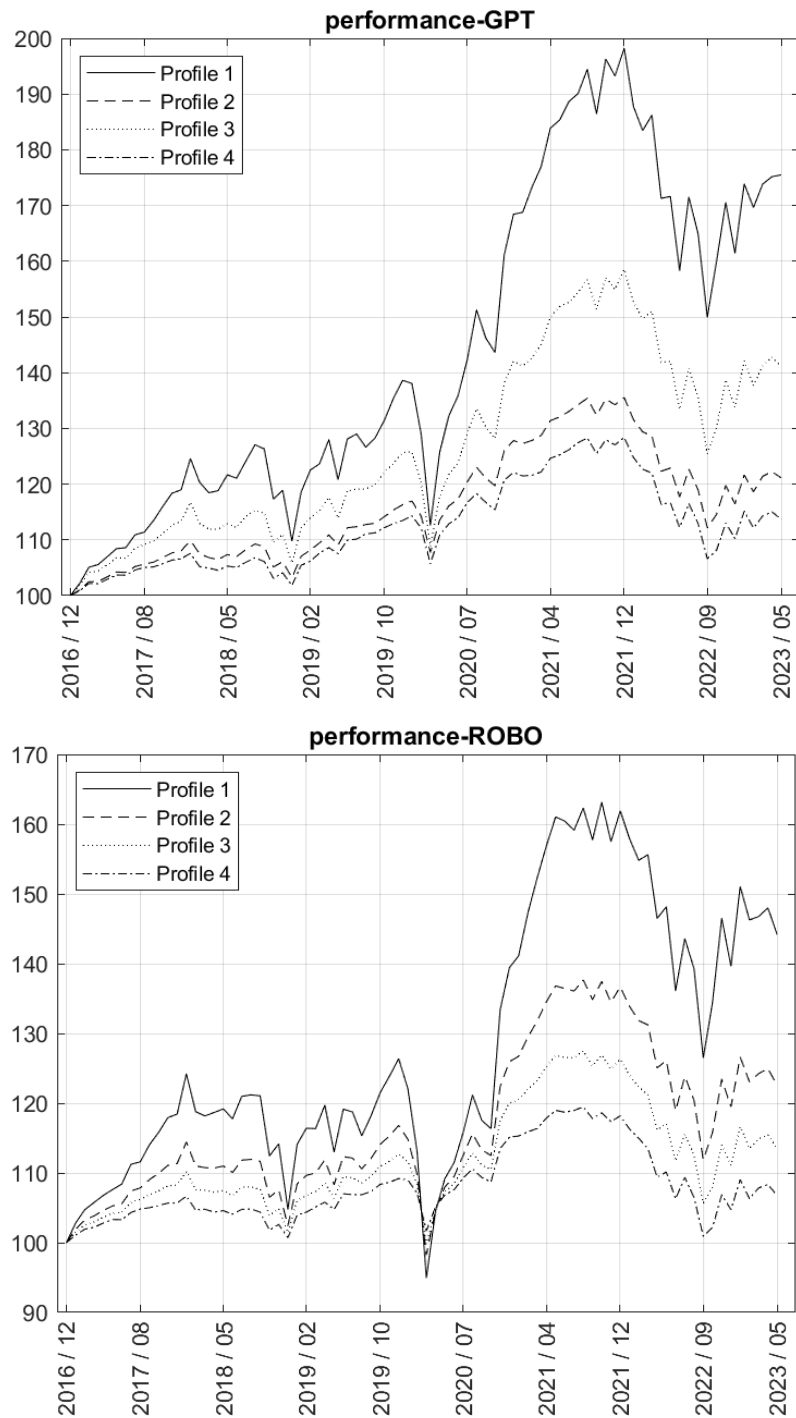 performance-GPT
200
190
180
170
160
150
140
130
120
110
100
Profile 1
Profile 2
Profile 3
Profile 4
2016 / 12
2017 / 08
2018 / 05
2019 / 02
2019 / 10
2020 / 07
2021 / 04
2021 / 12
2022 / 09
2023 / 05
performance-ROBO
170
160
150
140
130
120
110
100
90
Profile 1
Profile 2
Profile 3
Profile 4
2016 / 12
2017 / 08
2018 / 05
2019 / 02
2019 / 10
2020 / 07
2021 / 04
2021 / 12
2022 / 09
2023 / 05